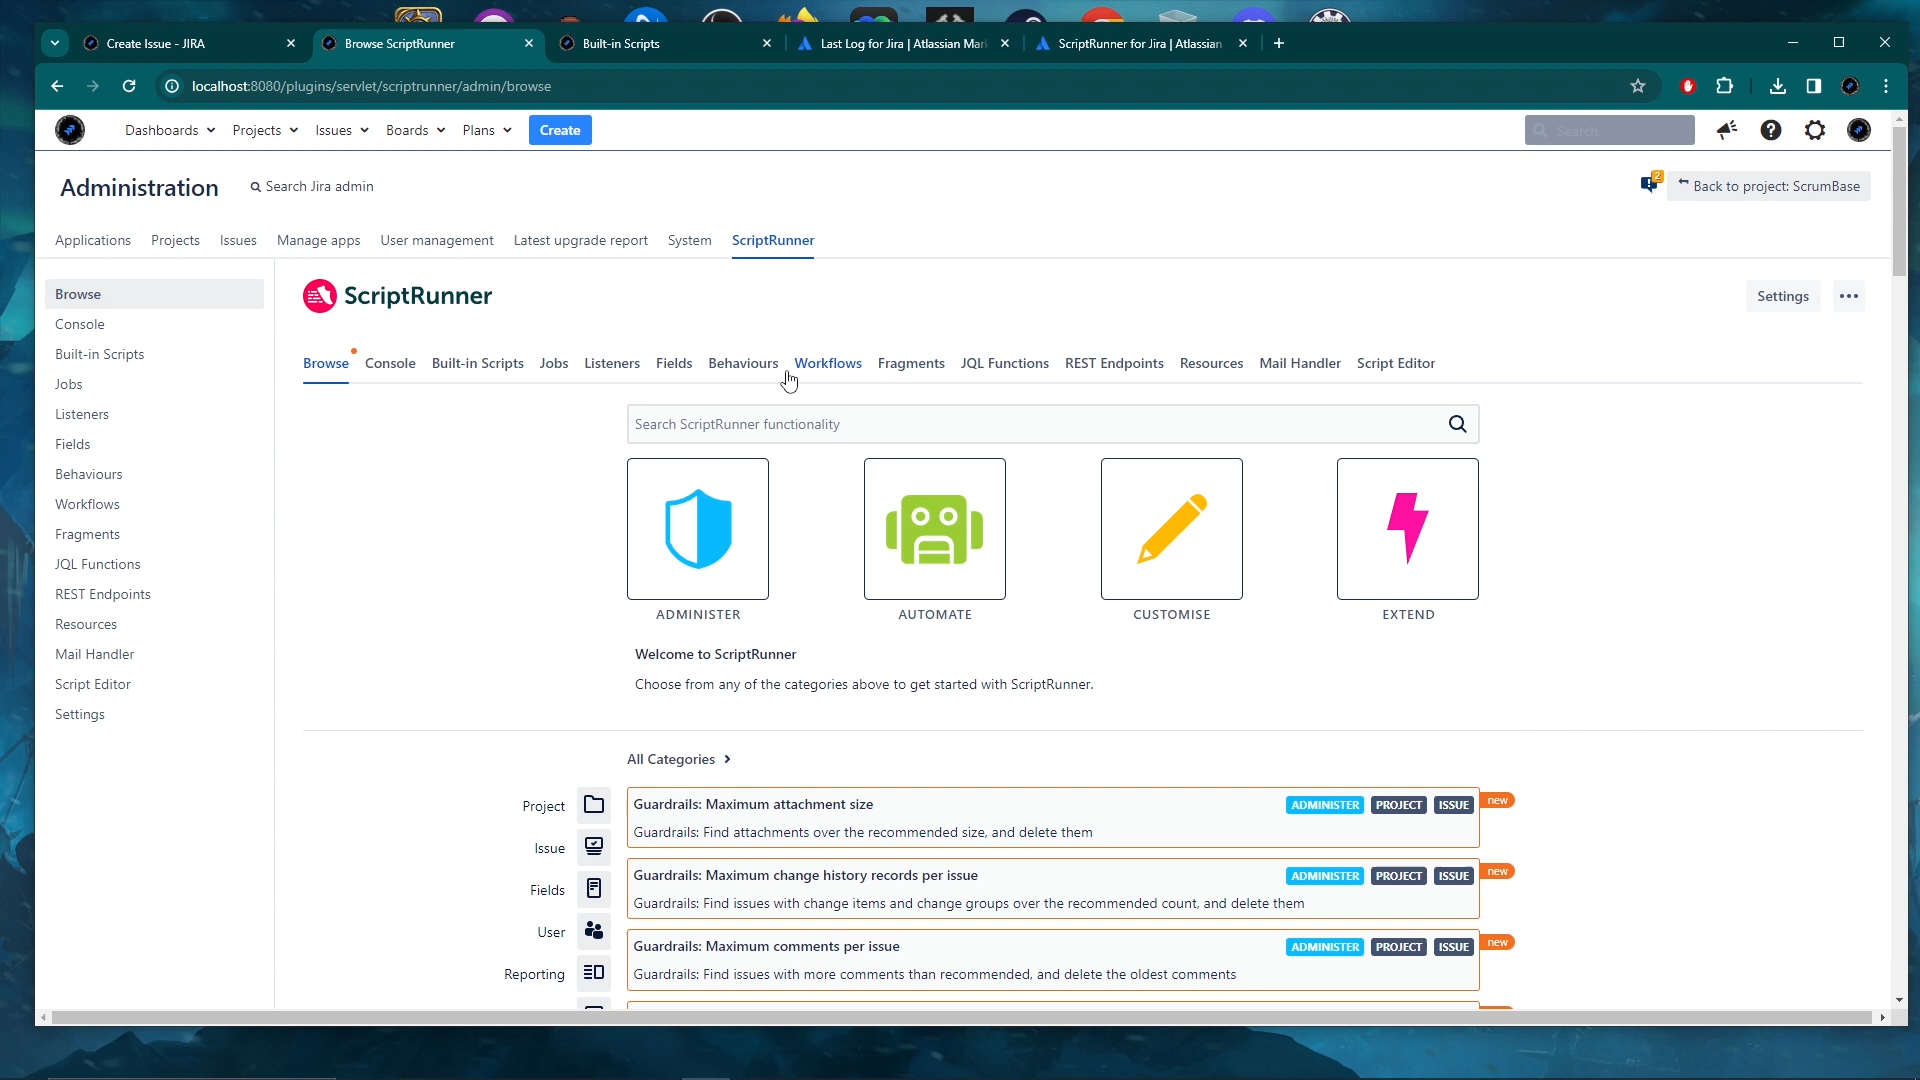 Create Issue - JIRA
Browse ScriptRunner
Built-in Scripts
Last Log for Jira | Atlassian Mar
ScriptRunner for Jira | Atlassian
localhost:8080/plugins/servlet/scriptrunner/admin/browse
Dashboards Projects Issues Boards Plans Create
Search
Administration
Search Jira admin
2
Back to project: ScrumBase
Applications Projects Issues Manage apps User management Latest upgrade report System ScriptRunner
Browse
Console
Built-in Scripts
Jobs
Listeners
Fields
Behaviours
Workflows
Fragments
JQL Functions
REST Endpoints
Resources
Mail Handler
Script Editor
Settings
ScriptRunner
Settings
Browse Console Built-in Scripts Jobs Listeners Fields Behaviours Workflows Fragments JQL Functions REST Endpoints Resources Mail Handler Script Editor
Search ScriptRunner functionality
ADMINISTER AUTOMATE CUSTOMISE EXTEND
Welcome to ScriptRunner
Choose from any of the categories above to get started with ScriptRunner.
All Categories
Project
Issue
Fields
User
Reporting
Guardrails: Maximum attachment size ADMINISTER PROJECT ISSUE new
Guardrails: Find attachments over the recommended size, and delete them
Guardrails: Maximum change history records per issue ADMINISTER PROJECT ISSUE new
Guardrails: Find issues with change items and change groups over the recommended count, and delete them
Guardrails: Maximum comments per issue ADMINISTER PROJECT ISSUE new
Guardrails: Find issues with more comments than recommended, and delete the oldest comments